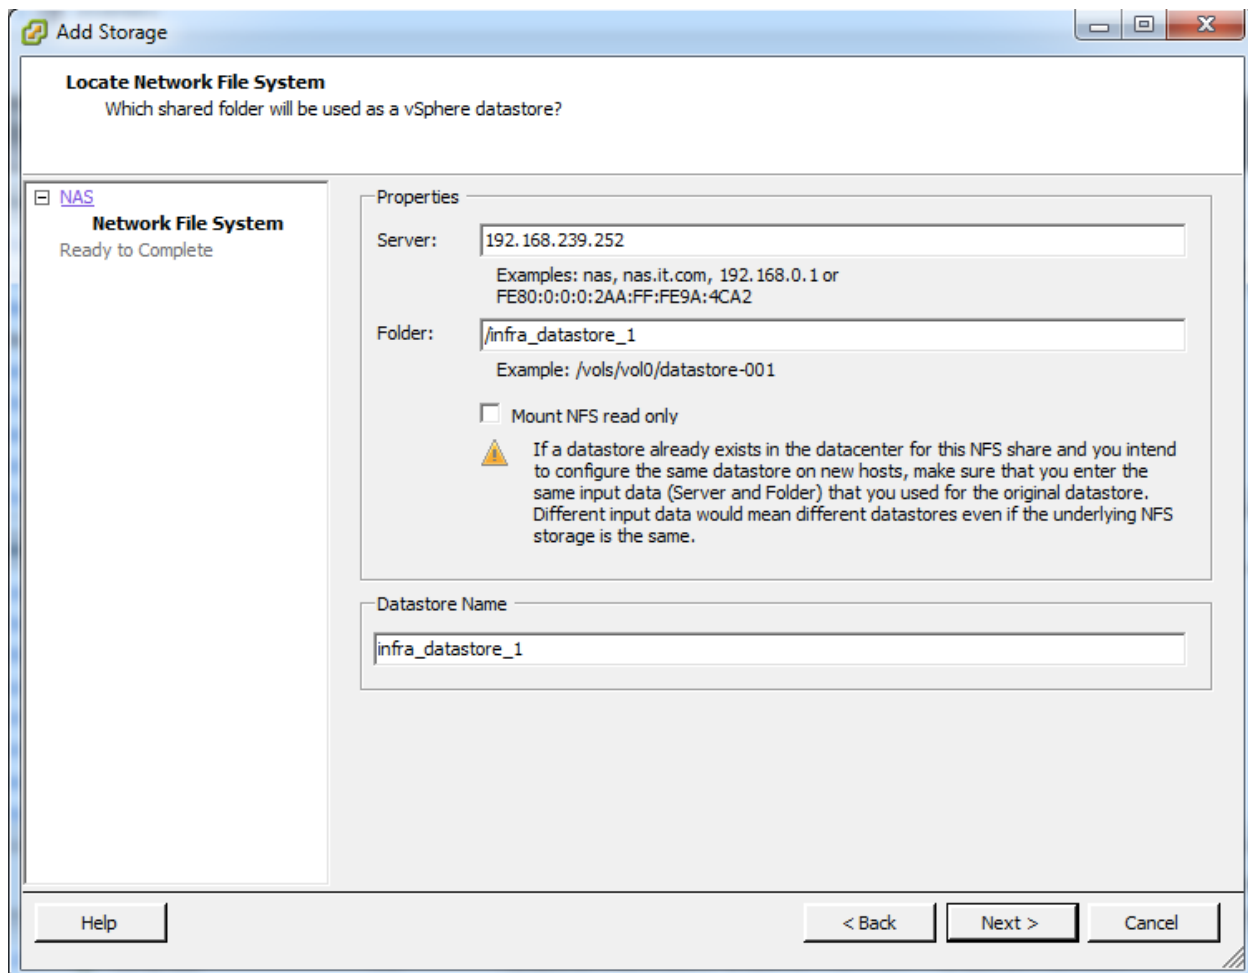 Add Storage
Locate Network File System
Which shared folder will be used as a vSphere datastore?
NAS
Network File System
Ready to Complete
Properties
Server:
192.168.239.252
Examples: nas, nas.it.com, 192.168.0.1 or
FE80:0:0:0:2AA:FF:FE9A:4CA2
Folder:
/infra_datastore_1
Example: /vols/vol0/datastore-001
Mount NFS read only
If a datastore already exists in the datacenter for this NFS share and you intend
to configure the same datastore on new hosts, make sure that you enter the
same input data (Server and Folder) that you used for the original datastore.
Different input data would mean different datastores even if the underlying NFS
storage is the same.
Datastore Name
infra_datastore_1
Help
< Back
Next >
Cancel